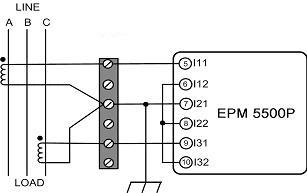 LINE
A B C
5 I11
6 I12
7 I21
8 I22
9 I31
10 I32
EPM 5500P
LOAD